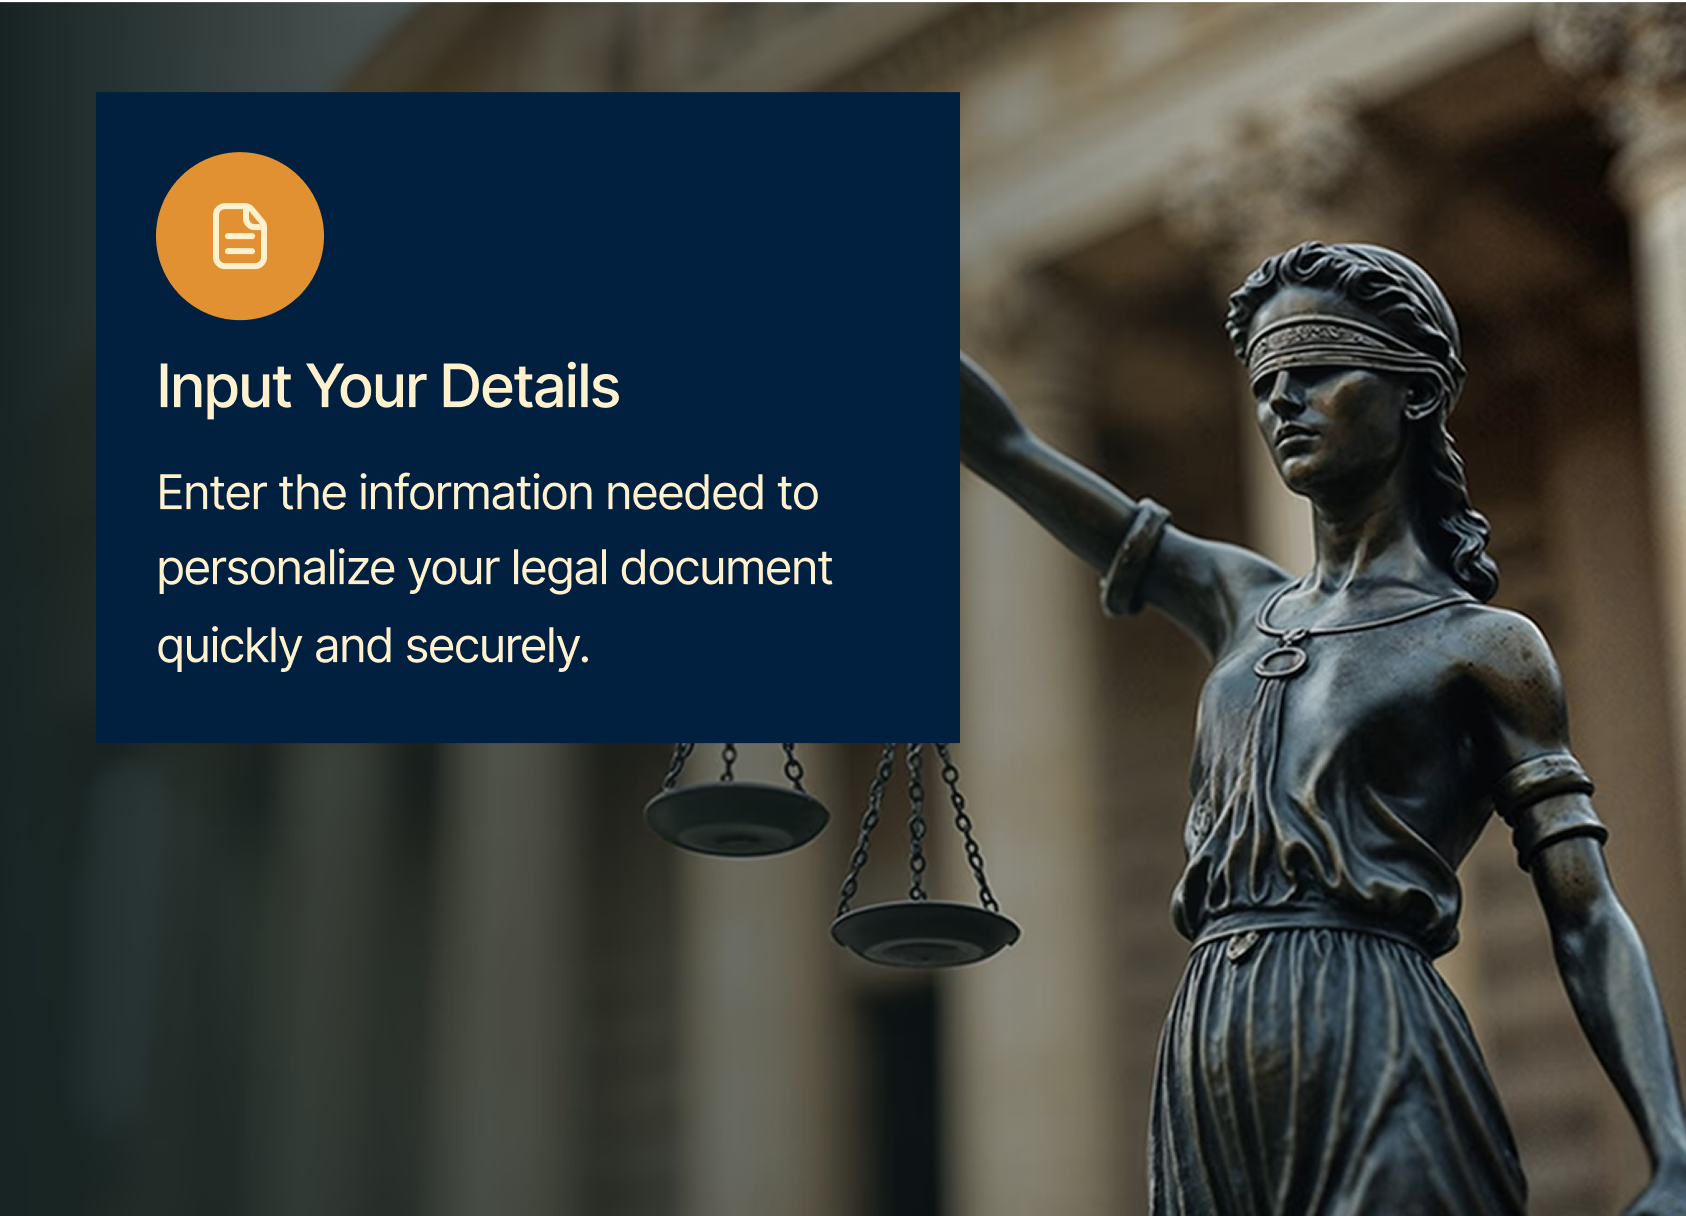 Input Your Details
Enter the information needed to
personalize your legal document
quickly and securely.